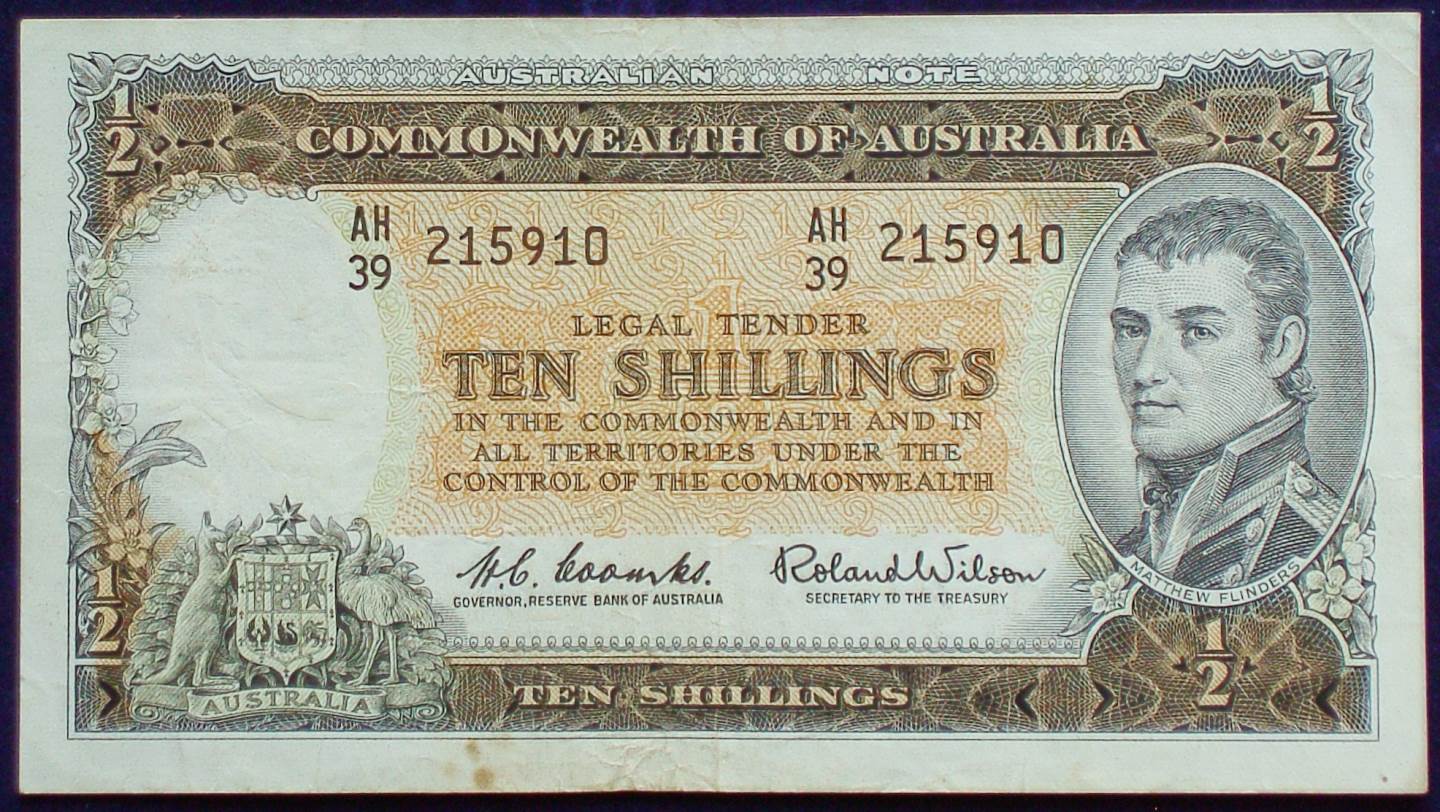 AUSTRALIAN NOTE
1/2 COMMONWEALTH OF AUSTRALIA 1/2
AH 39 215910 AH 39 215910
LEGAL TENDER
TEN SHILLINGS
IN THE COMMONWEALTH AND IN
ALL TERRITORIES UNDER THE
CONTROL OF THE COMMONWEALTH
H.C. Coombs. Roland Wilson
GOVERNOR, RESERVE BANK OF AUSTRALIA SECRETARY TO THE TREASURY
MATTHEW FLINDERS
1/2
AUSTRALIA
TEN SHILLINGS
1/2